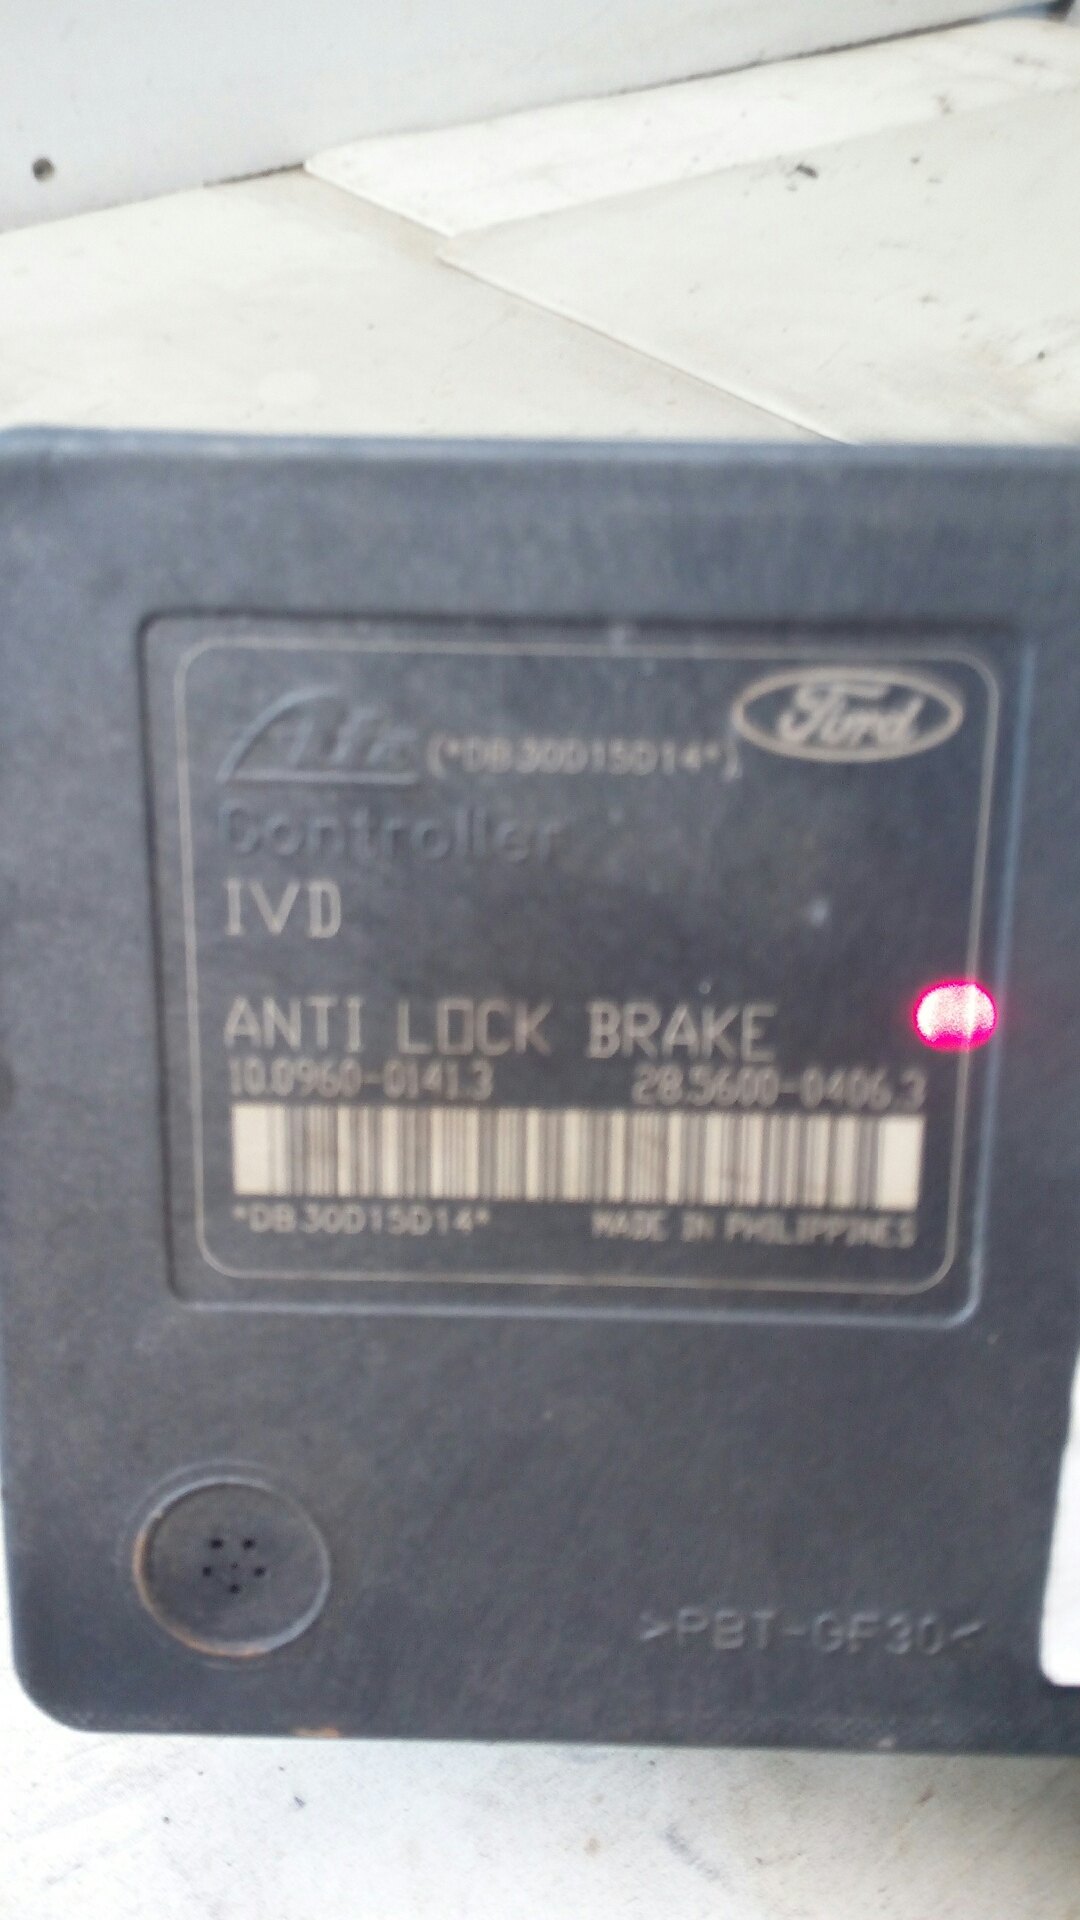 Ate (*DB30D15D14*) Ford
Controller
IVD
ANTI LOCK BRAKE
10.0960-0141.3 28.5600-0406.3
*DB30D15D14* MADE IN PHILIPPINES
>PBT-GF30<